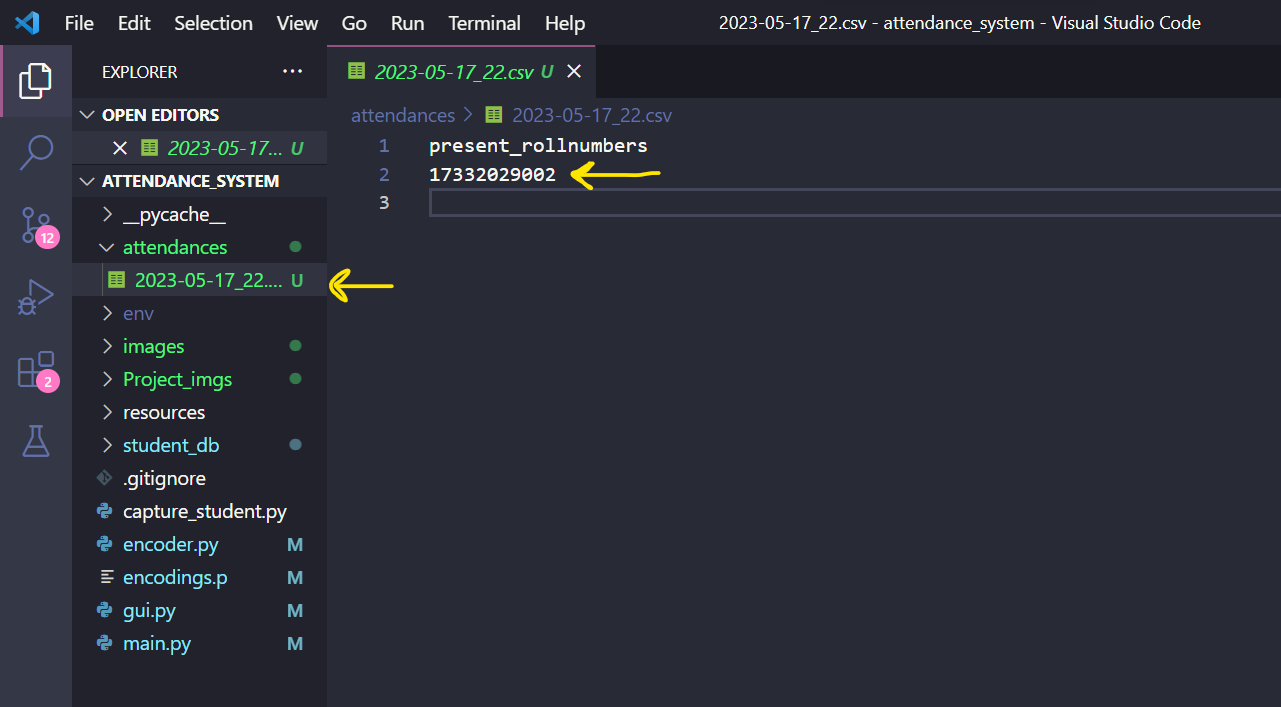 File Edit Selection View Go Run Terminal Help 2023-05-17_22.csv - attendance_system - Visual Studio Code
EXPLORER ...
OPEN EDITORS
2023-05-17... U
ATTENDANCE_SYSTEM
__pycache__
attendances
2023-05-17_22.... U
env
images
Project_imgs
resources
student_db
.gitignore
capture_student.py
encoder.py M
encodings.p M
gui.py M
main.py M
12
2
2023-05-17_22.csv U
attendances > 2023-05-17_22.csv
1 present_rollnumbers
2 17332029002
3